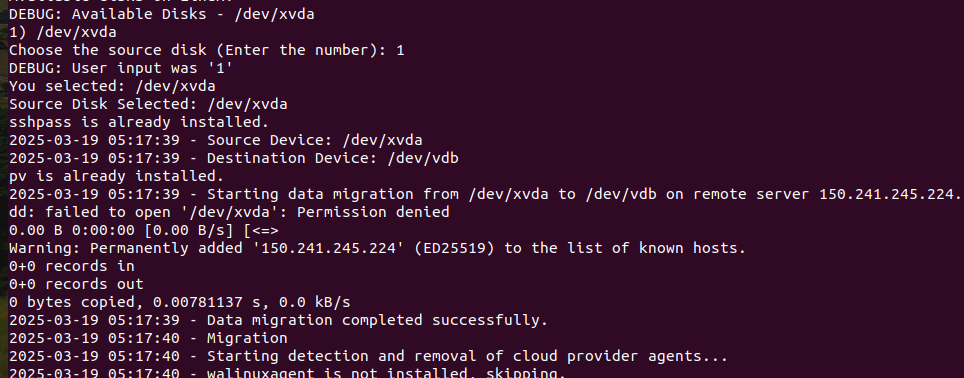 DEBUG: Available Disks - /dev/xvda
1) /dev/xvda
Choose the source disk (Enter the number): 1
DEBUG: User input was '1'
You selected: /dev/xvda
Source Disk Selected: /dev/xvda
sshpass is already installed.
2025-03-19 05:17:39 - Source Device: /dev/xvda
2025-03-19 05:17:39 - Destination Device: /dev/vdb
pv is already installed.
2025-03-19 05:17:39 - Starting data migration from /dev/xvda to /dev/vdb on remote server 150.241.245.224.
dd: failed to open '/dev/xvda': Permission denied
0.00 B 0:00:00 [0.00 B/s] [<=>
Warning: Permanently added '150.241.245.224' (ED25519) to the list of known hosts.
0+0 records in
0+0 records out
0 bytes copied, 0.00781137 s, 0.0 kB/s
2025-03-19 05:17:39 - Data migration completed successfully.
2025-03-19 05:17:40 - Migration
2025-03-19 05:17:40 - Starting detection and removal of cloud provider agents...
2025-03-19 05:17:40 - walinuxagent is not installed, skipping.